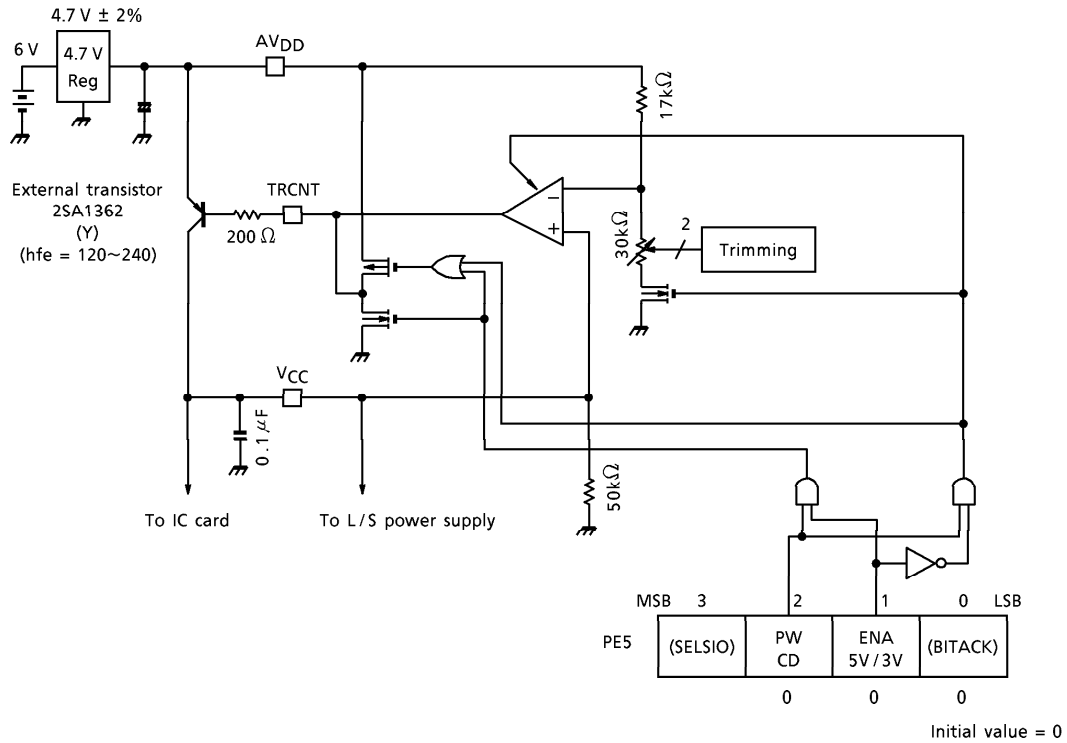 4.7 V ± 2%
6 V
4.7 V
Reg
AVDD
17kΩ
External transistor
2SA1362
(Y)
(hfe = 120~240)
TRCNT
200 Ω
−
+
30kΩ
2
Trimming
VCC
0.1 μF
50kΩ
To IC card
To L/S power supply
MSB 3 2 1 0 LSB
PE5
(SELSIO)
PW
CD
ENA
5V/3V
(BITACK)
0 0 0
Initial value = 0